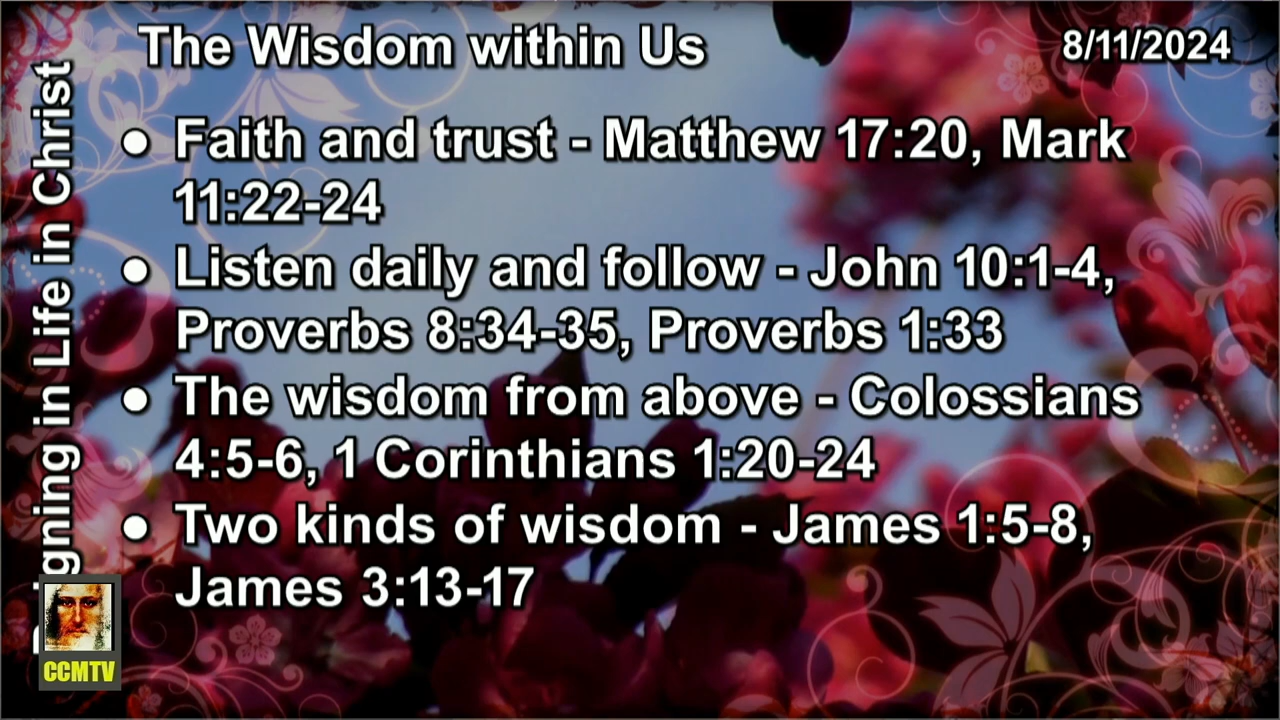 The Wisdom within Us
8/11/2024
● Faith and trust - Matthew 17:20, Mark
11:22-24
● Listen daily and follow - John 10:1-4,
Proverbs 8:34-35, Proverbs 1:33
● The wisdom from above - Colossians
4:5-6, 1 Corinthians 1:20-24
● Two kinds of wisdom - James 1:5-8,
James 3:13-17
in Life in Christ
CCMTV